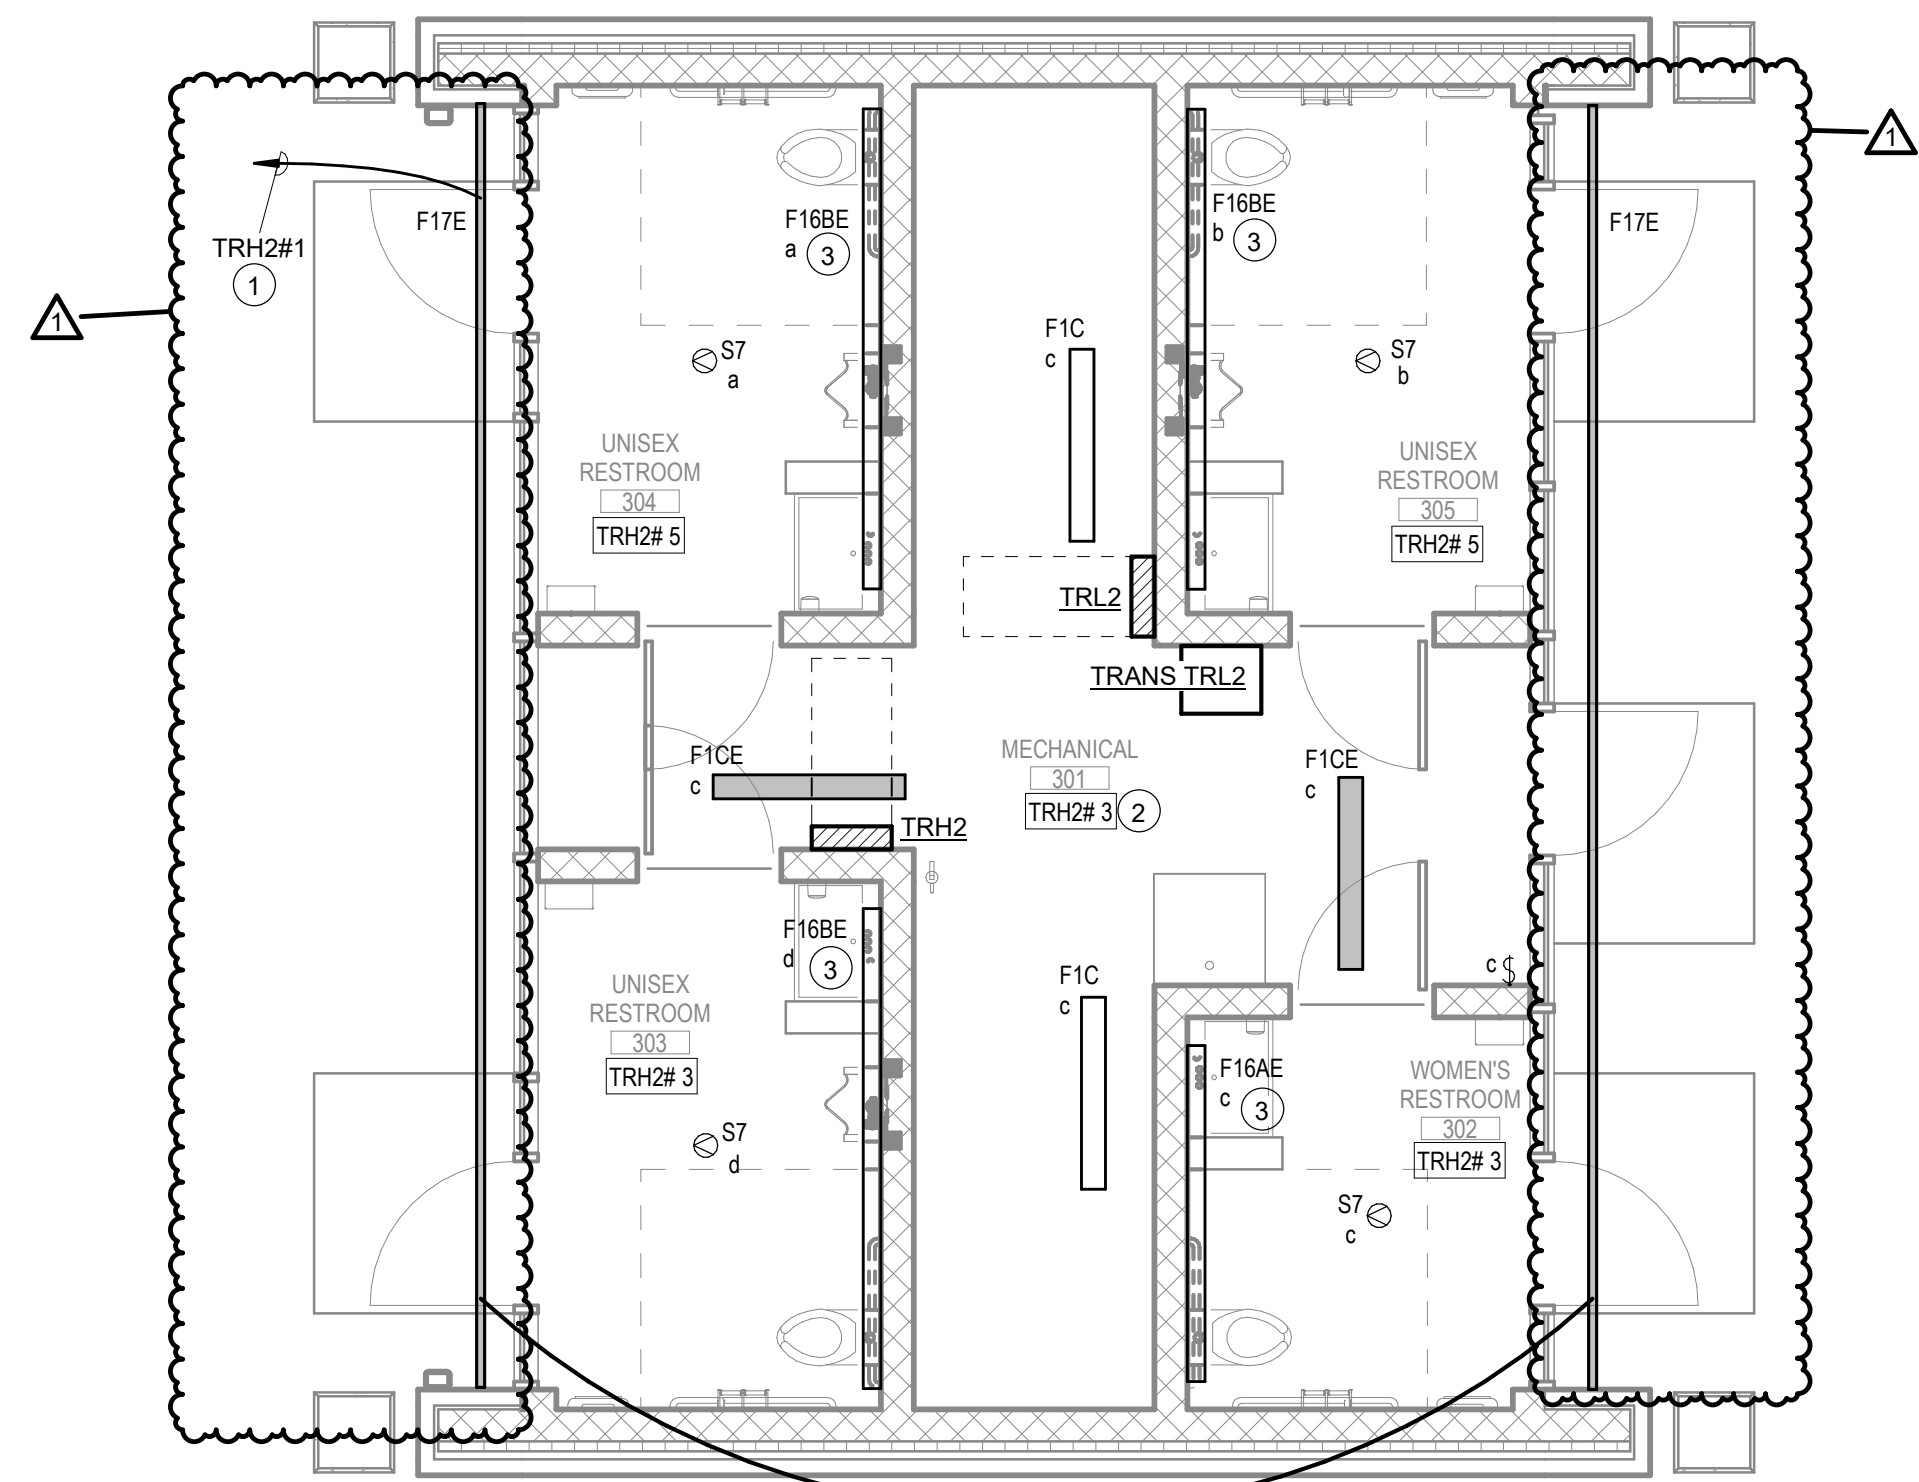 1
1
F17E
TRH2#1
1
F16BE
a
3
F16BE
b
3
F17E
F1C
c
S7
a
S7
b
UNISEX
RESTROOM
304
TRH2# 5
UNISEX
RESTROOM
305
TRH2# 5
TRL2
TRANS TRL2
F1CE
c
MECHANICAL
301
TRH2# 3
2
F1CE
c
TRH2
F16BE
d
3
F1C
c
c $
UNISEX
RESTROOM
303
TRH2# 3
F16AE
c
3
WOMEN'S
RESTROOM
302
TRH2# 3
S7
d
S7
c